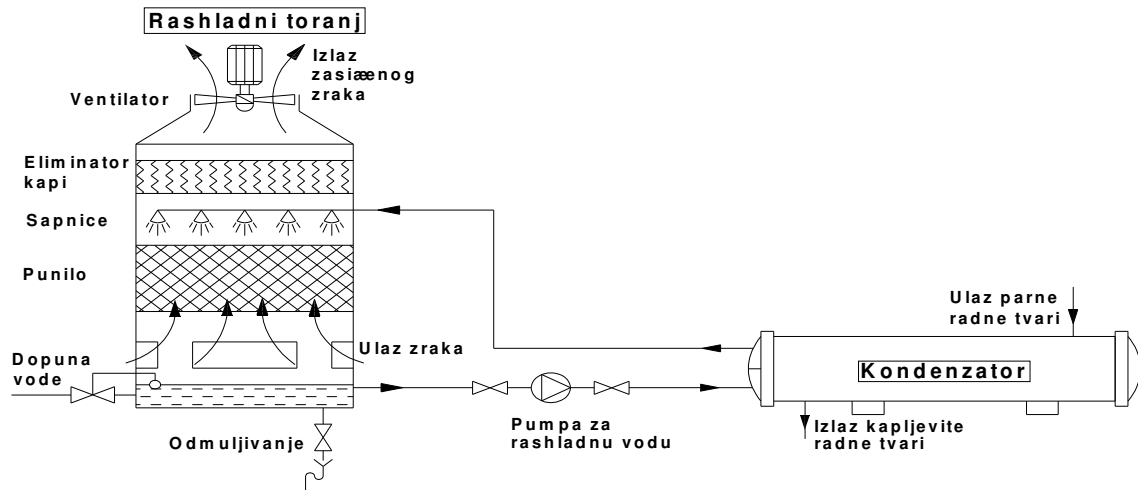 Rashladni toranj
Izlaz
zasiæenog
zraka
Ventilator
Eliminator
kapi
Sapnice
Punilo
Ulaz parne
radne tvari
Dopuna
vode
Ulaz zraka
Kondenzator
Odmuljivanje
Pumpa za
rashladnu vodu
Izlaz kapljevite
radne tvari